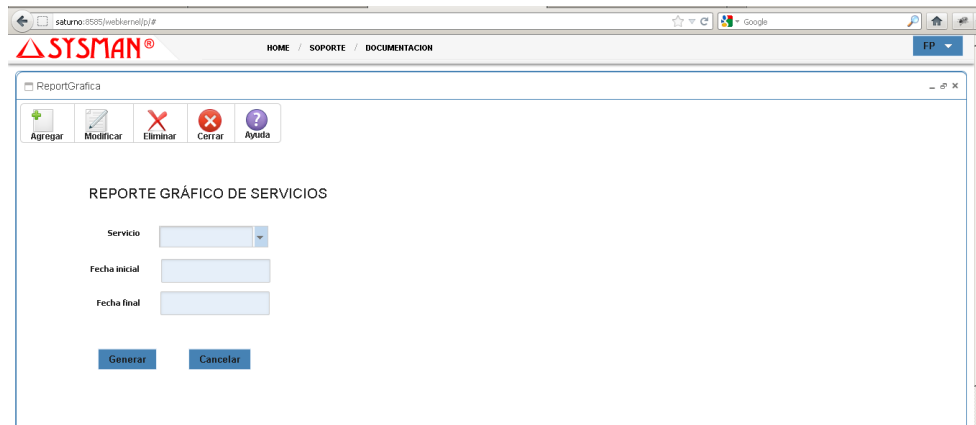 saturno:8585/webkernel/p/#
Google
SYSMAN®
HOME / SOPORTE / DOCUMENTACION
FP
ReportGrafica
Agregar Modificar Eliminar Cerrar Ayuda
REPORTE GRÁFICO DE SERVICIOS
Servicio
Fecha inicial
Fecha final
Generar Cancelar